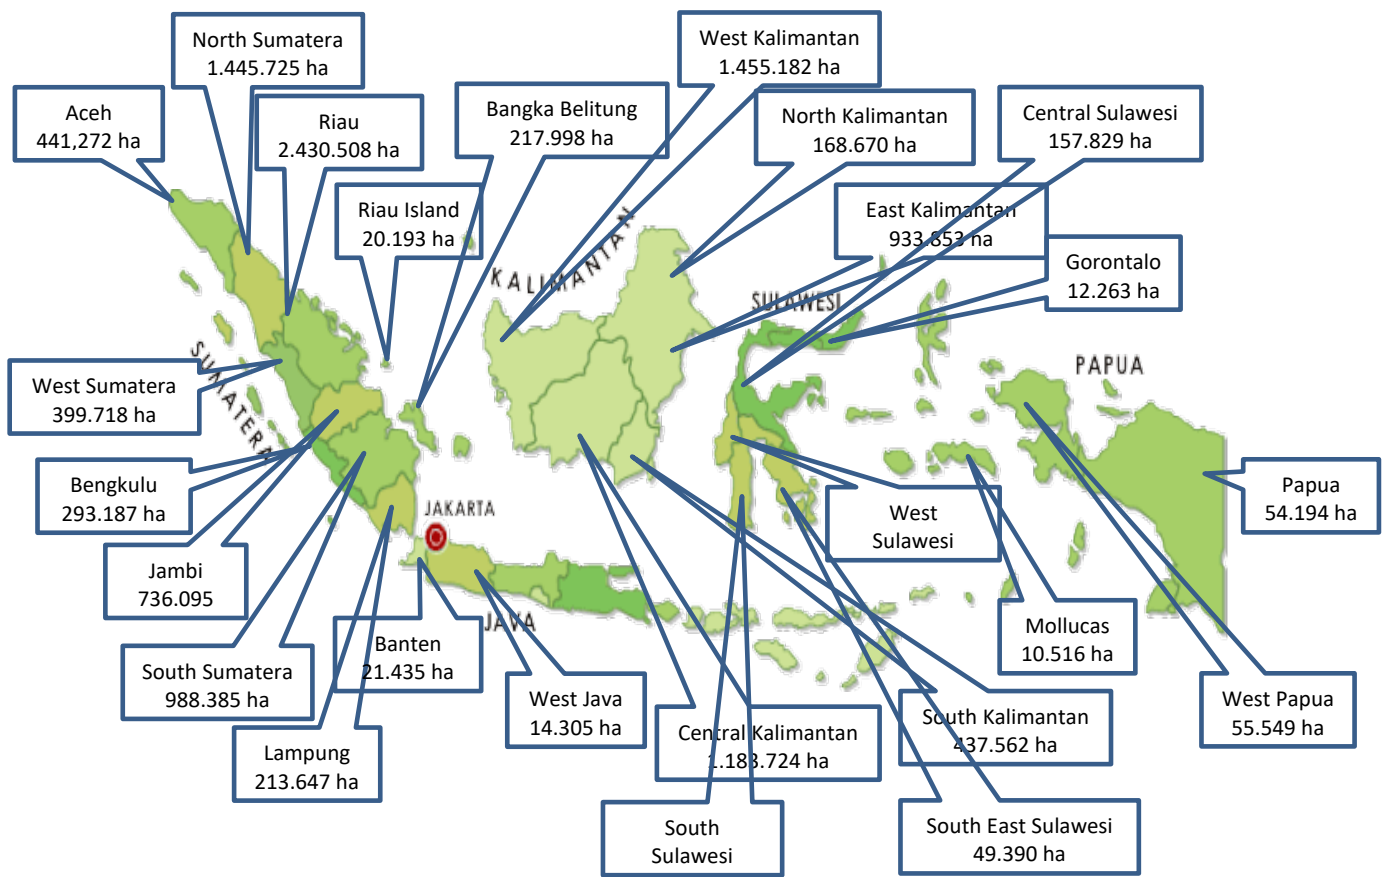 North Sumatera
1.445.725 ha
West Kalimantan
1.455.182 ha
Aceh
441,272 ha
Riau
2.430.508 ha
Bangka Belitung
217.998 ha
North Kalimantan
168.670 ha
Central Sulawesi
157.829 ha
Riau Island
20.193 ha
East Kalimantan
933.853 ha
Gorontalo
12.263 ha
KALIMANTAN
SULAWESI
PAPUA
SUMATERA
West Sumatera
399.718 ha
Bengkulu
293.187 ha
JAKARTA
West
Sulawesi
Papua
54.194 ha
Jambi
736.095
JAVA
Banten
21.435 ha
Mollucas
10.516 ha
South Sumatera
988.385 ha
West Java
14.305 ha
Central Kalimantan
1.183.724 ha
South Kalimantan
437.562 ha
West Papua
55.549 ha
Lampung
213.647 ha
South
Sulawesi
South East Sulawesi
49.390 ha